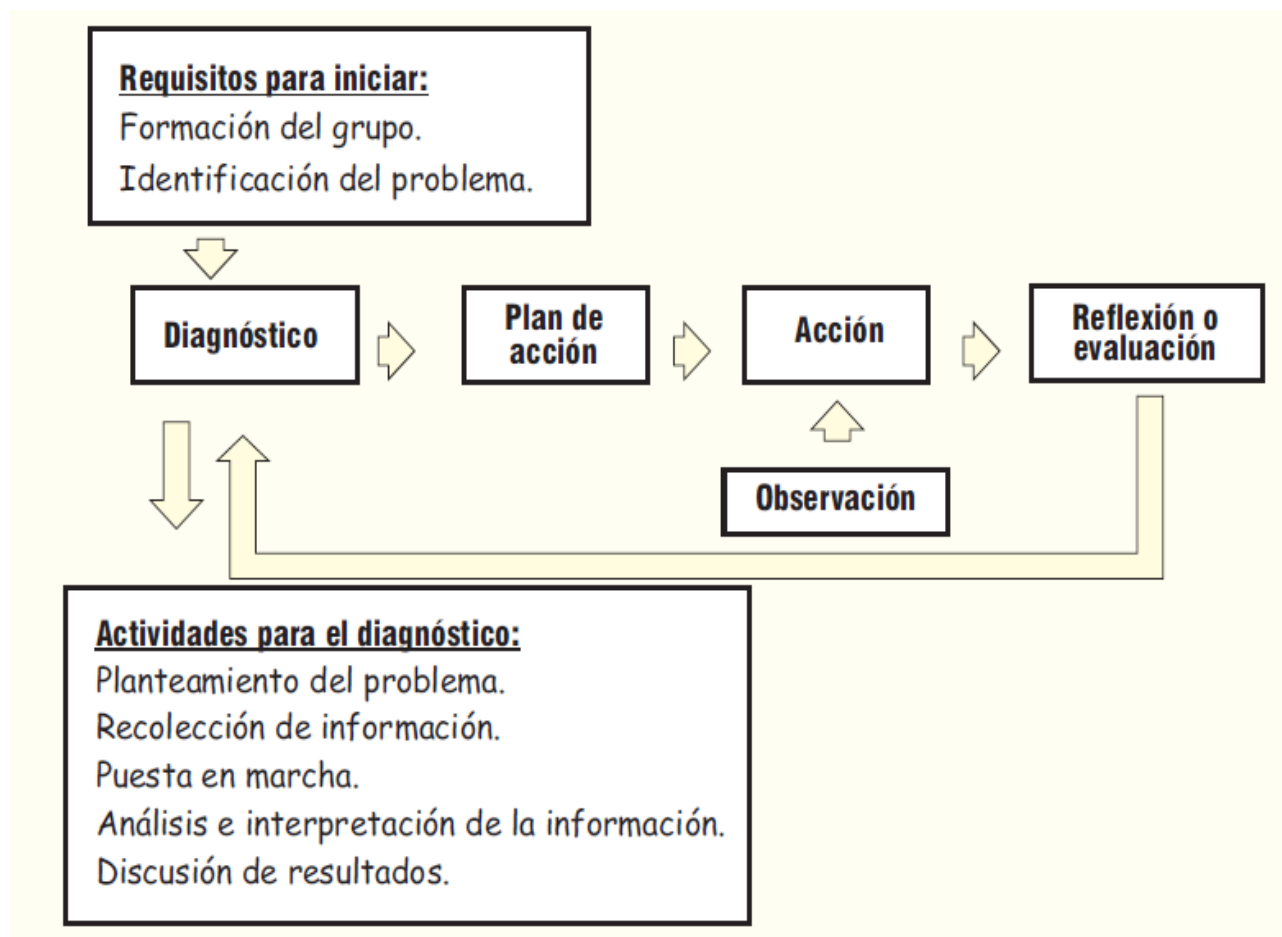 Requisitos para iniciar:
Formación del grupo.
Identificación del problema.
Diagnóstico
Plan de
acción
Acción
Reflexión o
evaluación
Observación
Actividades para el diagnóstico:
Planteamiento del problema.
Recolección de información.
Puesta en marcha.
Análisis e interpretación de la información.
Discusión de resultados.